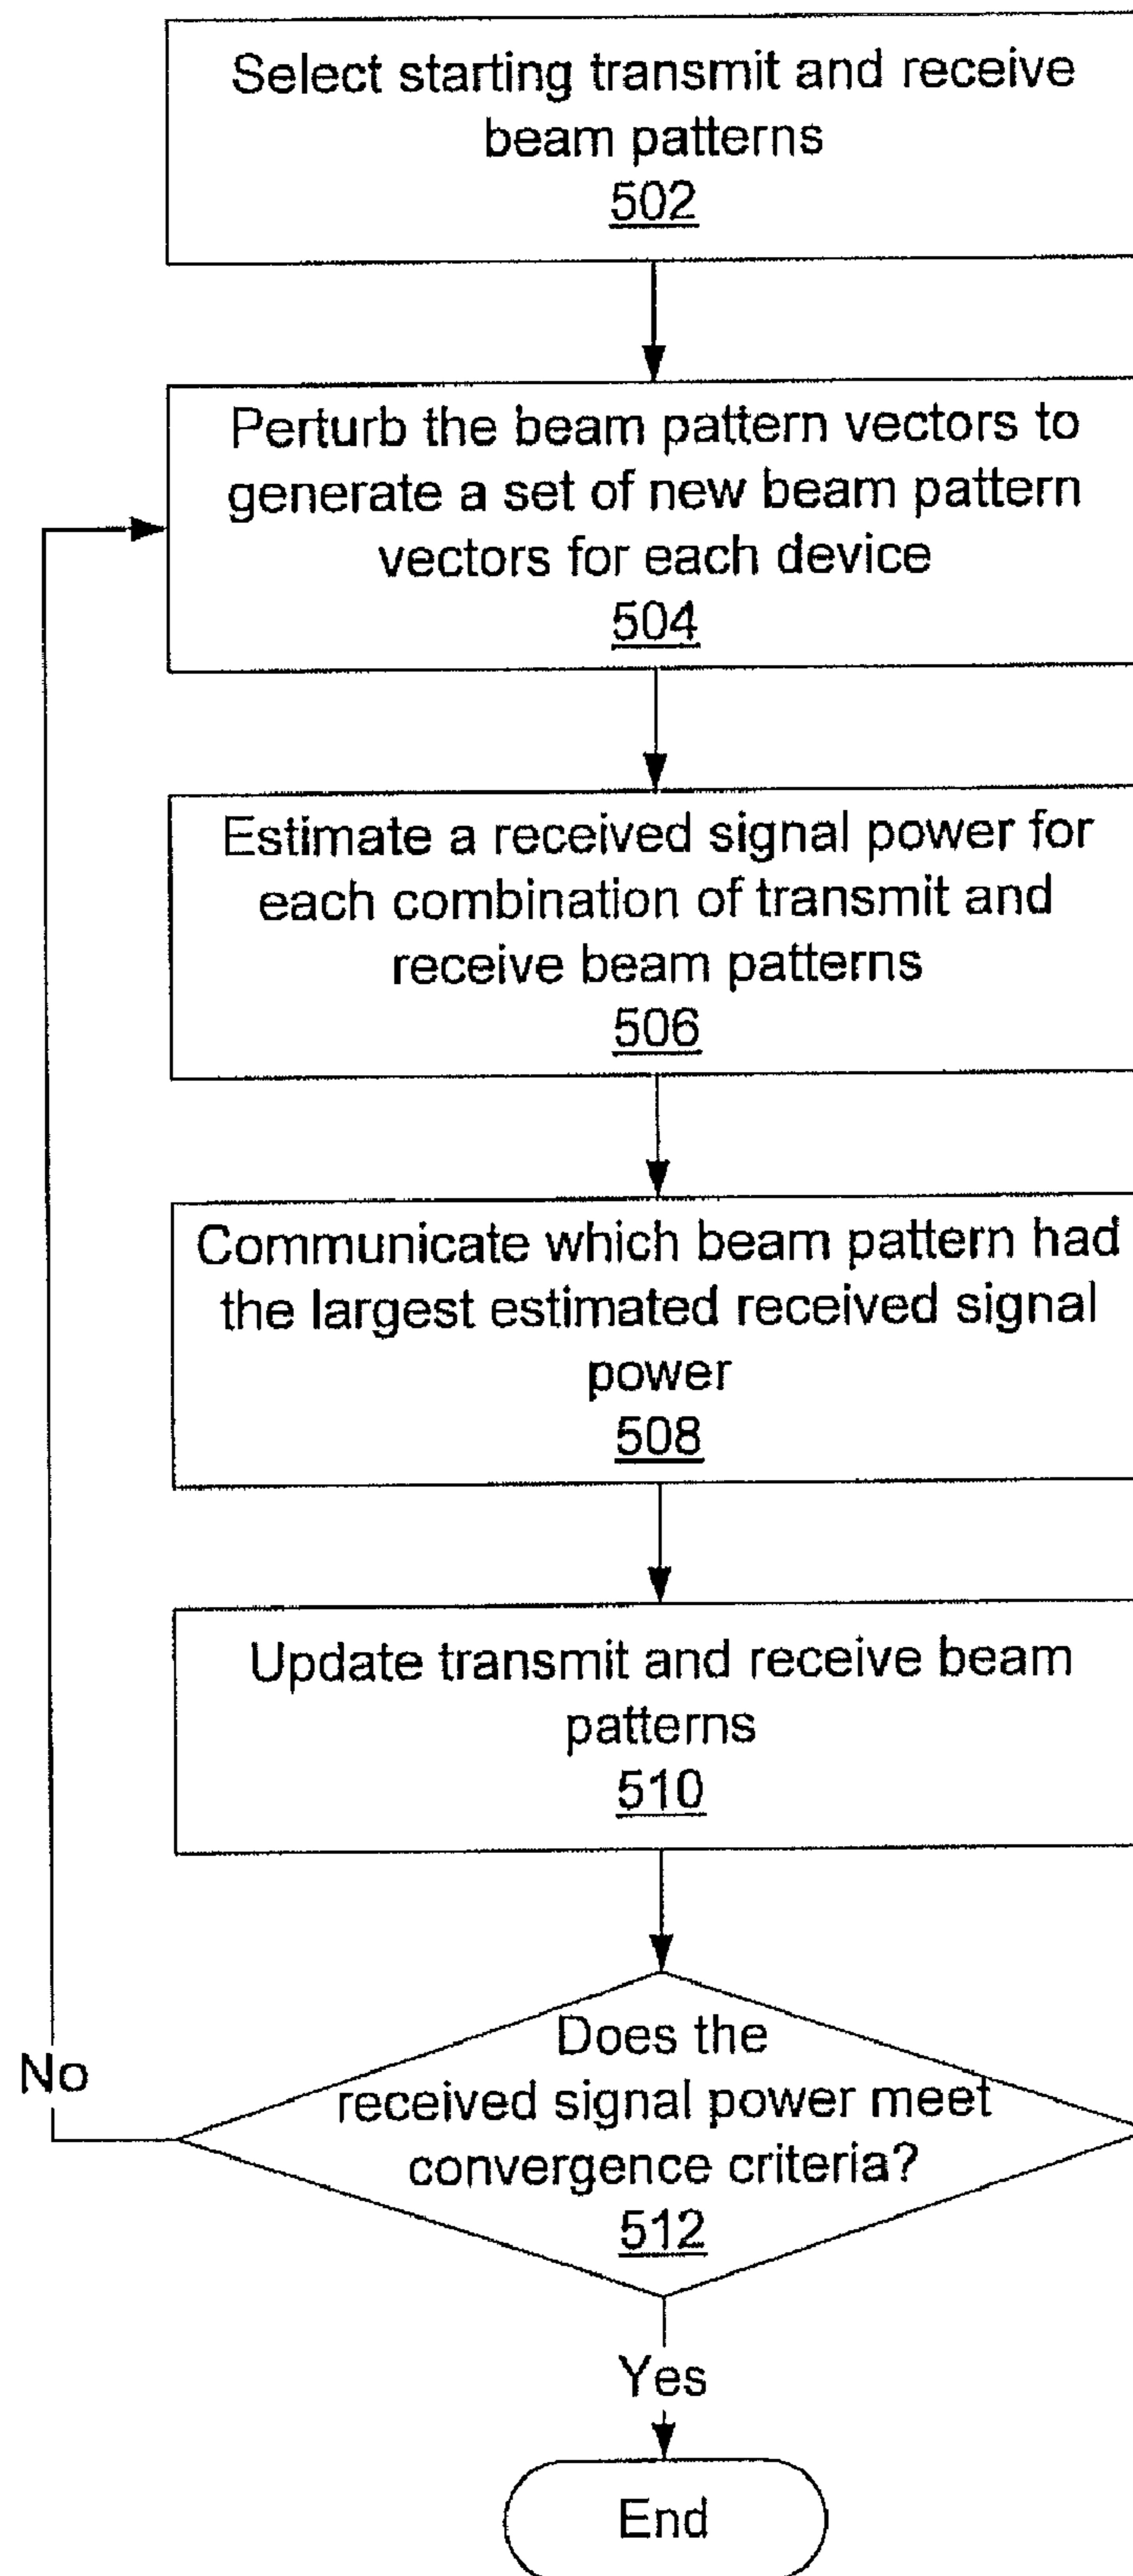 Select starting transmit and receive
beam patterns
502
Perturb the beam pattern vectors to
generate a set of new beam pattern
vectors for each device
504
Estimate a received signal power for
each combination of transmit and
receive beam patterns
506
Communicate which beam pattern had
the largest estimated received signal
power
508
Update transmit and receive beam
patterns
510
Does the
received signal power meet
convergence criteria?
512
No
Yes
End